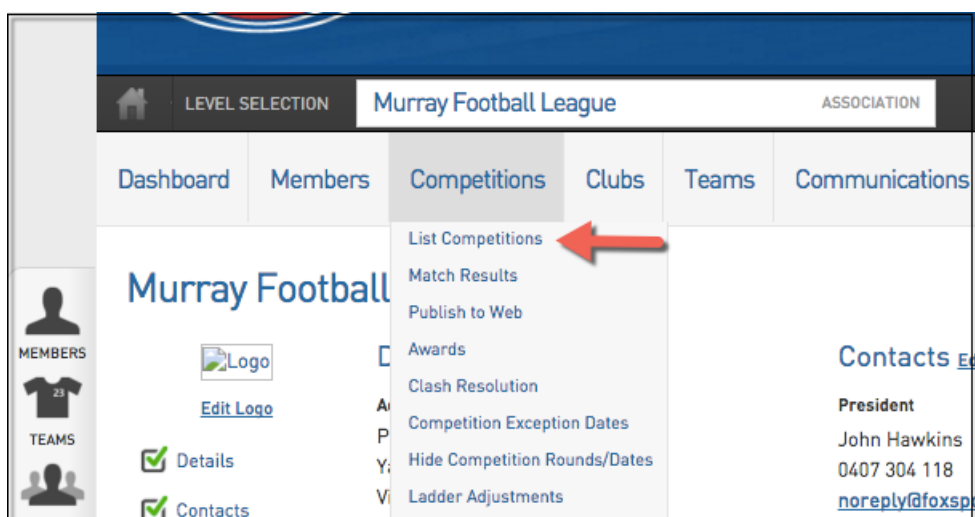 LEVEL SELECTION Murray Football League ASSOCIATION
Dashboard Members Competitions Clubs Teams Communications
List Competitions
Match Results
Publish to Web
Awards
Clash Resolution
Competition Exception Dates
Hide Competition Rounds/Dates
Ladder Adjustments
Murray Football
MEMBERS
23
TEAMS
Logo
Edit Logo
Details
Contacts
Contacts
President
John Hawkins
0407 304 118